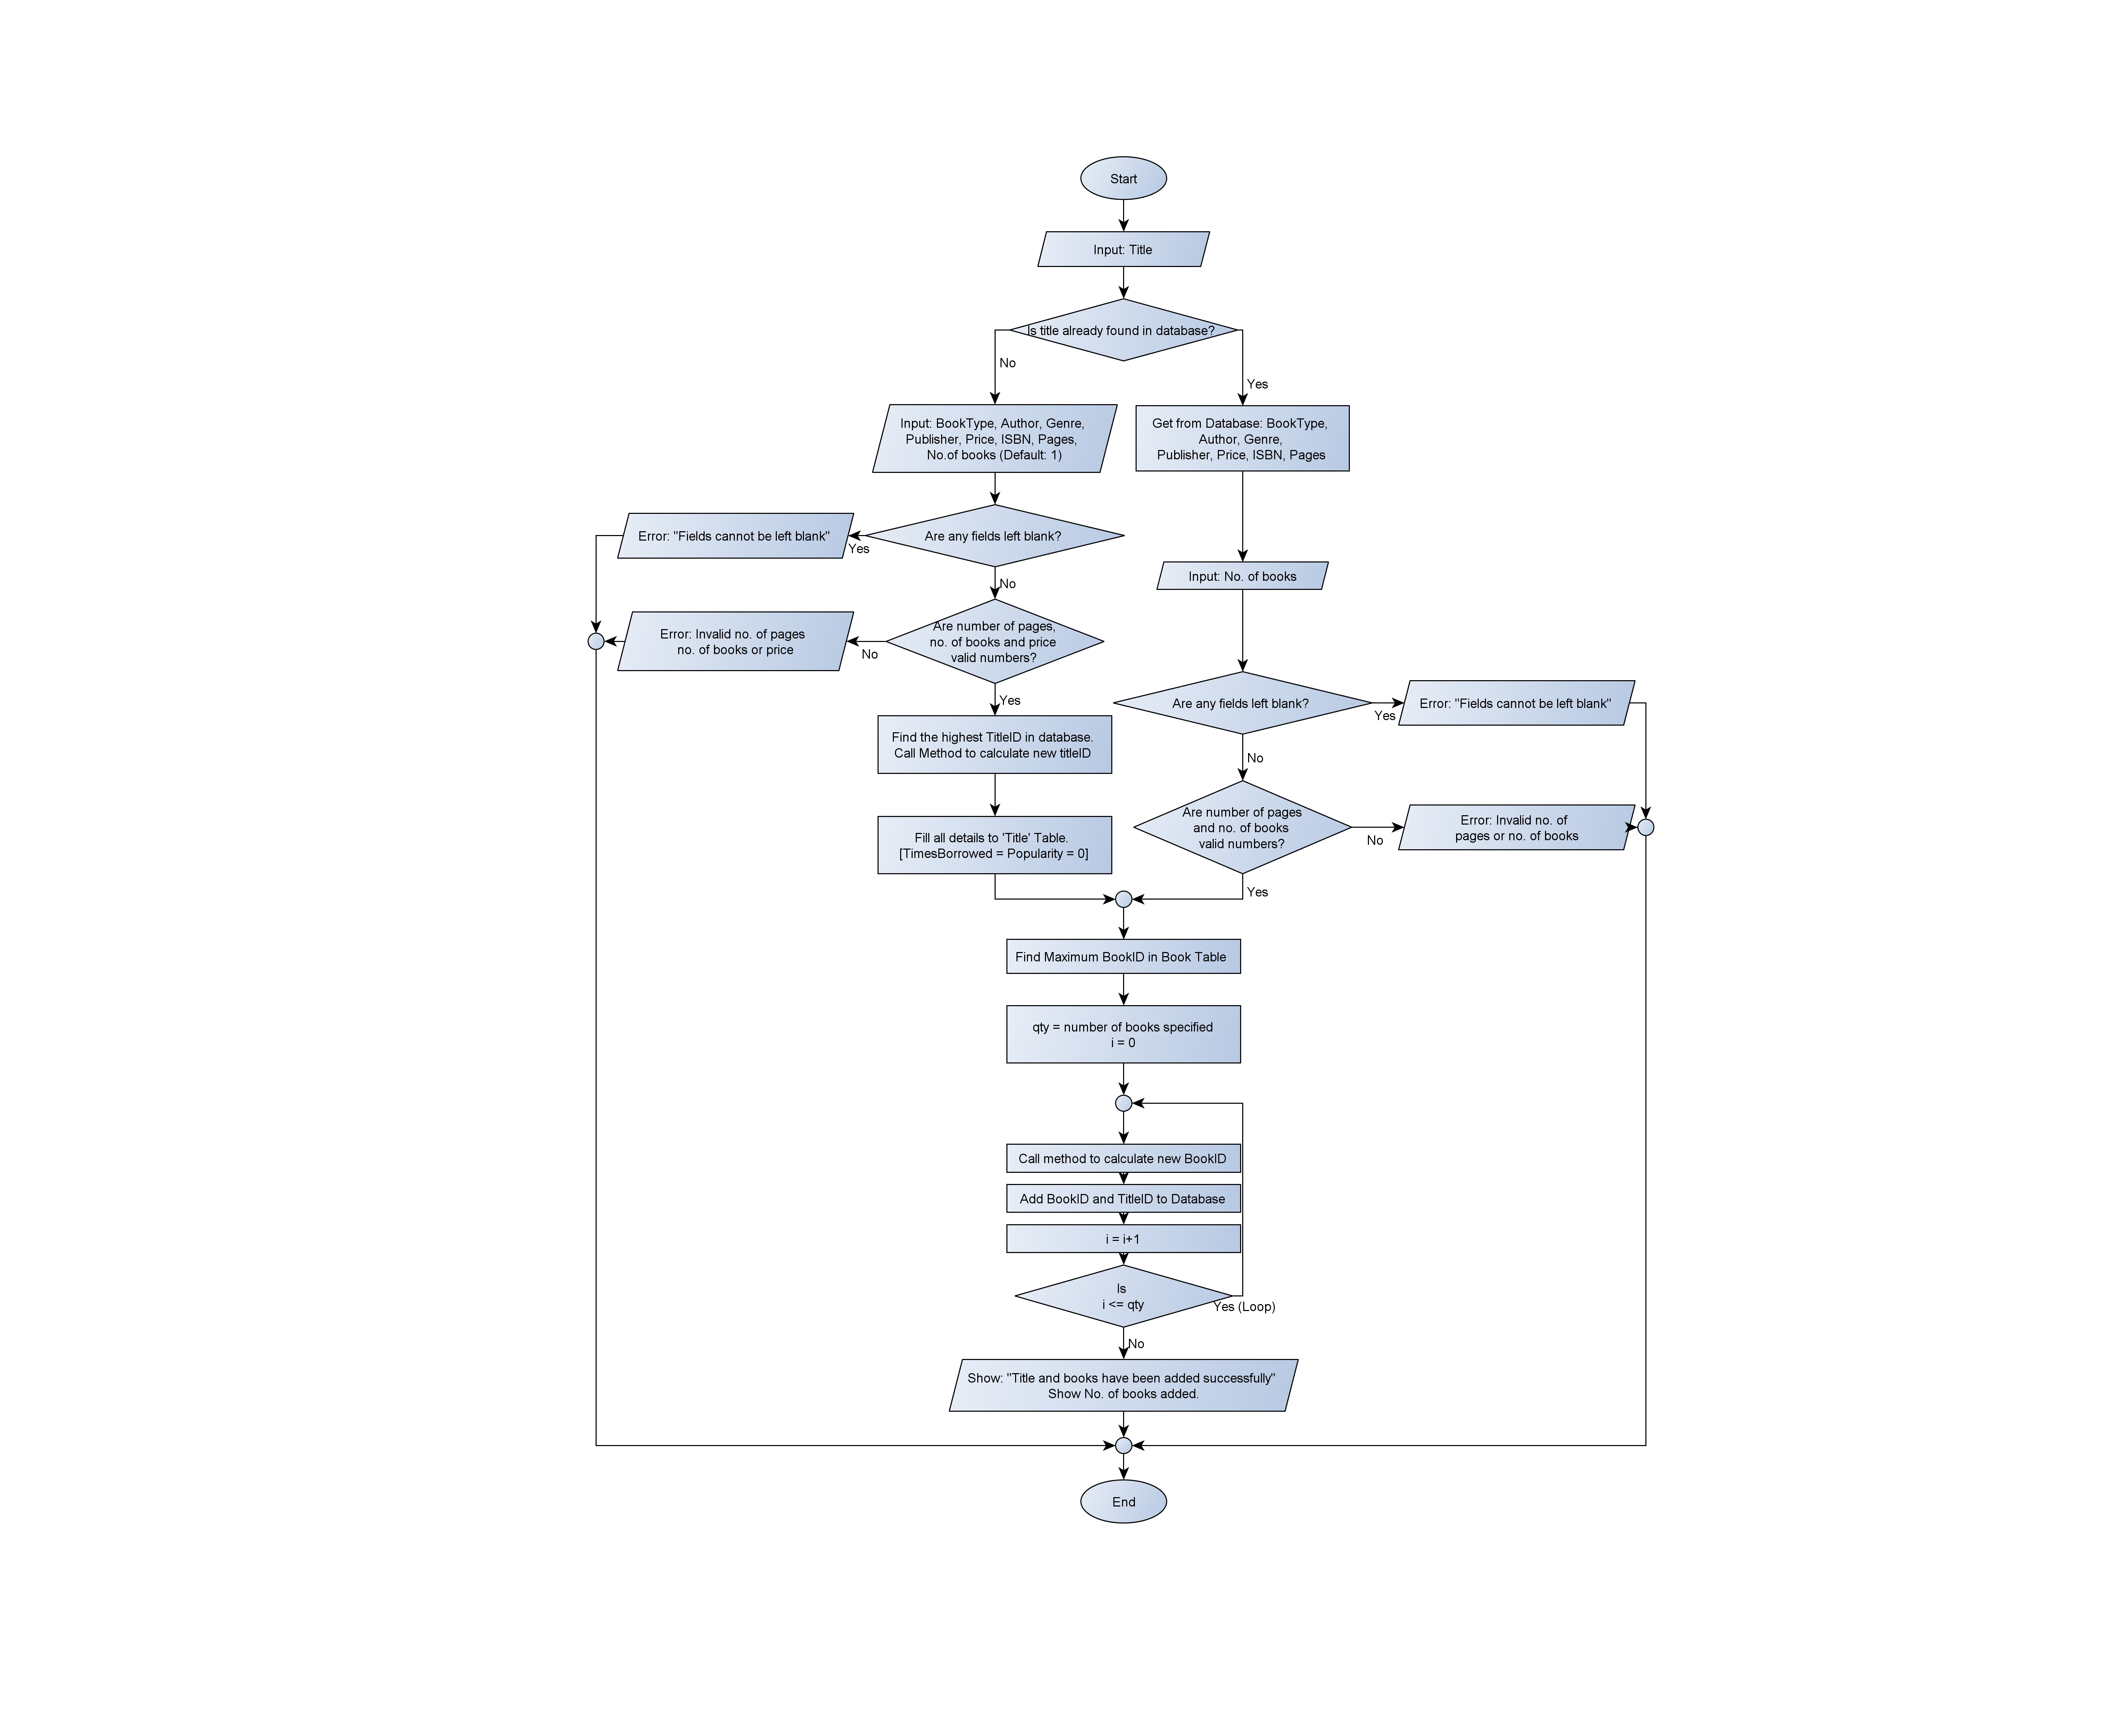 Start
Input: Title
Is title already found in database?
No
Yes
Input: BookType, Author, Genre,
Publisher, Price, ISBN, Pages,
No.of books (Default: 1)
Get from Database: BookType,
Author, Genre,
Publisher, Price, ISBN, Pages
Error: "Fields cannot be left blank"
Yes
Are any fields left blank?
No
Input: No. of books
Error: Invalid no. of pages
no. of books or price
No
Are number of pages,
no. of books and price
valid numbers?
Yes
Are any fields left blank?
Yes
Error: "Fields cannot be left blank"
Find the highest TitleID in database.
Call Method to calculate new titleID
No
Fill all details to 'Title' Table.
[TimesBorrowed = Popularity = 0]
Are number of pages
and no. of books
valid numbers?
No
Error: Invalid no. of
pages or no. of books
Yes
Find Maximum BookID in Book Table
qty = number of books specified
i = 0
Call method to calculate new BookID
Add BookID and TitleID to Database
i = i+1
Is
i <= qty
Yes (Loop)
No
Show: "Title and books have been added successfully"
Show No. of books added.
End